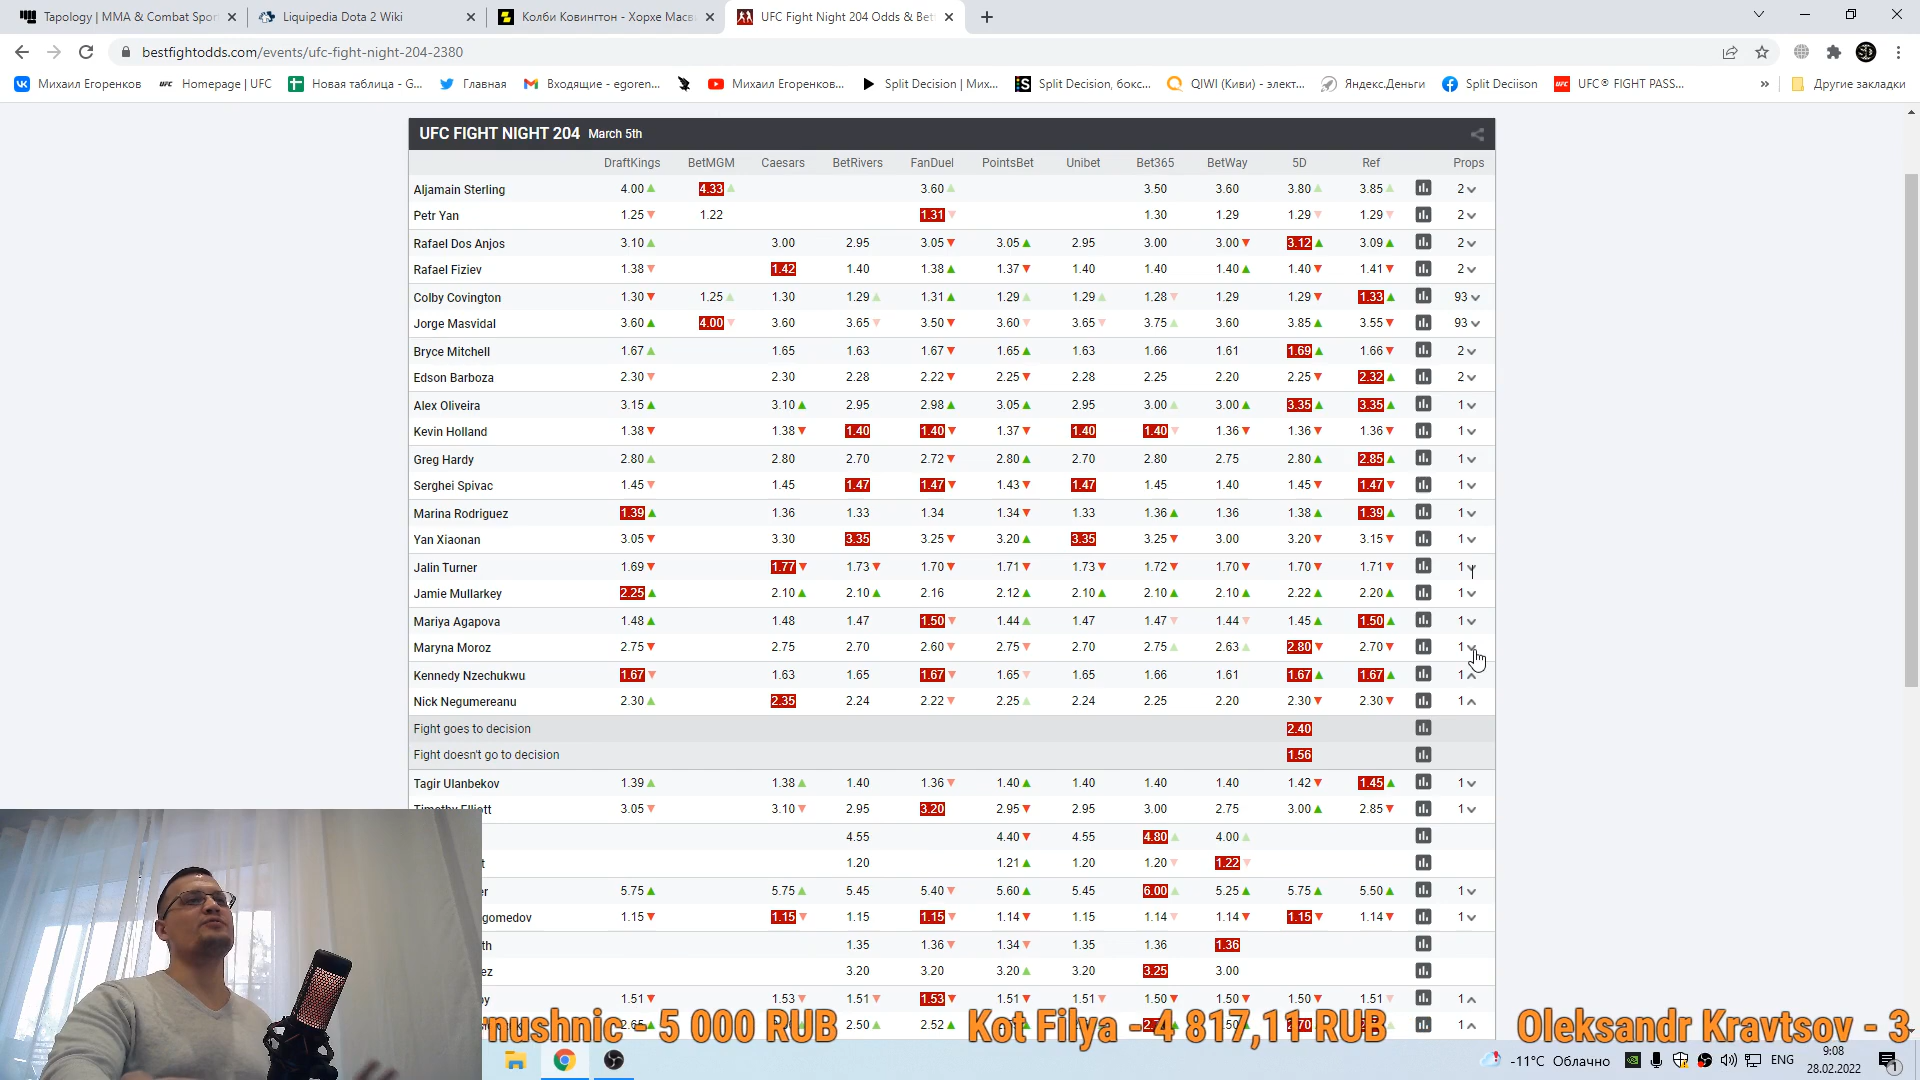 Tapology | MMA & Combat Spor
Liquipedia Dota 2 Wiki
Колби Ковингтон - Хорхе Масв
UFC Fight Night 204 Odds & Bet
bestfightodds.com/events/ufc-fight-night-204-2380
Михаил Егоренков
Homepage | UFC
Новая таблица - G...
Главная
Входящие - egoren...
Михаил Егоренков...
Split Decision | Мих...
Split Decision, бокс...
QIWI (Киви) - элект...
Яндекс.Деньги
Split Deciison
UFC® FIGHT PASS...
»
Другие закладки
UFC FIGHT NIGHT 204 March 5th
DraftKings BetMGM Caesars BetRivers FanDuel PointsBet Unibet Bet365 BetWay 5D Ref Props
Aljamain Sterling 4.00 4.33 3.60 3.50 3.60 3.80 3.85 2
Petr Yan 1.25 1.22 1.31 1.30 1.29 1.29 1.29 2
Rafael Dos Anjos 3.10 3.00 2.95 3.05 3.05 2.95 3.00 3.00 3.12 3.09 2
Rafael Fiziev 1.38 1.42 1.40 1.38 1.37 1.40 1.40 1.40 1.40 1.41 2
Colby Covington 1.30 1.25 1.30 1.29 1.31 1.29 1.29 1.28 1.29 1.29 1.33 93
Jorge Masvidal 3.60 4.00 3.60 3.65 3.50 3.60 3.65 3.75 3.60 3.85 3.55 93
Bryce Mitchell 1.67 1.65 1.63 1.67 1.65 1.63 1.66 1.61 1.69 1.66 2
Edson Barboza 2.30 2.30 2.28 2.22 2.25 2.28 2.25 2.20 2.25 2.32 2
Alex Oliveira 3.15 3.10 2.95 2.98 3.05 2.95 3.00 3.00 3.35 3.35 1
Kevin Holland 1.38 1.38 1.40 1.40 1.37 1.40 1.40 1.36 1.36 1.36 1
Greg Hardy 2.80 2.80 2.70 2.72 2.80 2.70 2.80 2.75 2.80 2.85 1
Serghei Spivac 1.45 1.45 1.47 1.47 1.43 1.47 1.45 1.40 1.45 1.47 1
Marina Rodriguez 1.39 1.36 1.33 1.34 1.34 1.33 1.36 1.36 1.38 1.39 1
Yan Xiaonan 3.05 3.30 3.35 3.25 3.20 3.35 3.25 3.00 3.20 3.15 1
Jalin Turner 1.69 1.77 1.73 1.70 1.71 1.73 1.72 1.70 1.70 1.71 1
Jamie Mullarkey 2.25 2.10 2.10 2.16 2.12 2.10 2.10 2.10 2.22 2.20 1
Mariya Agapova 1.48 1.48 1.47 1.50 1.44 1.47 1.47 1.44 1.45 1.50 1
Maryna Moroz 2.75 2.75 2.70 2.60 2.75 2.70 2.75 2.63 2.80 2.70 1
Kennedy Nzechukwu 1.67 1.63 1.65 1.67 1.65 1.65 1.66 1.61 1.67 1.67 1
Nick Negumereanu 2.30 2.35 2.24 2.22 2.25 2.24 2.25 2.20 2.30 2.30 1
Fight goes to decision 2.40
Fight doesn't go to decision 1.56
Tagir Ulanbekov 1.39 1.38 1.40 1.36 1.40 1.40 1.40 1.40 1.42 1.45 1
Timothy Elliott 3.05 3.10 2.95 3.20 2.95 2.95 3.00 2.75 3.00 2.85 1
4.55 4.40 4.55 4.80 4.00
t 1.20 1.21 1.20 1.20 1.22
er 5.75 5.75 5.45 5.40 5.60 5.45 6.00 5.25 5.75 5.50 1
gomedov 1.15 1.15 1.15 1.15 1.14 1.15 1.14 1.14 1.15 1.14 1
th 1.35 1.36 1.34 1.35 1.36 1.36
ez 3.20 3.20 3.20 3.20 3.25 3.00
y 1.51 1.53 1.51 1.53 1.51 1.51 1.50 1.50 1.50 1.51 1
2.65 2.50 2.52 2.70 1
rnushnic - 5 000 RUB Kot Filya - 4 817,11 RUB Oleksandr Kravtsov - 3
-11°C Облачно
ENG
9:08
28.02.2022
1